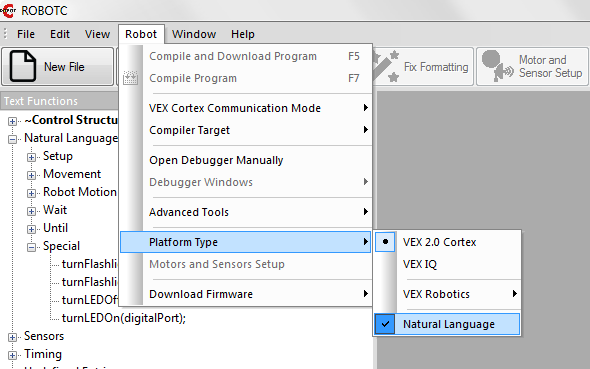 ROBOTC
File Edit View Robot Window Help
New File
Fix Formatting
Motor and
Sensor Setup
Text Functions
~Control Structu
Natural Language
Setup
Movement
Robot Motion
Wait
Until
Special
turnFlashli
turnFlashli
turnLEDOf
turnLEDOn(digitalPort);
Sensors
Timing
Compile and Download Program F5
Compile Program F7
VEX Cortex Communication Mode
Compiler Target
Open Debugger Manually
Debugger Windows
Advanced Tools
Platform Type
Motors and Sensors Setup
Download Firmware
VEX 2.0 Cortex
VEX IQ
VEX Robotics
Natural Language